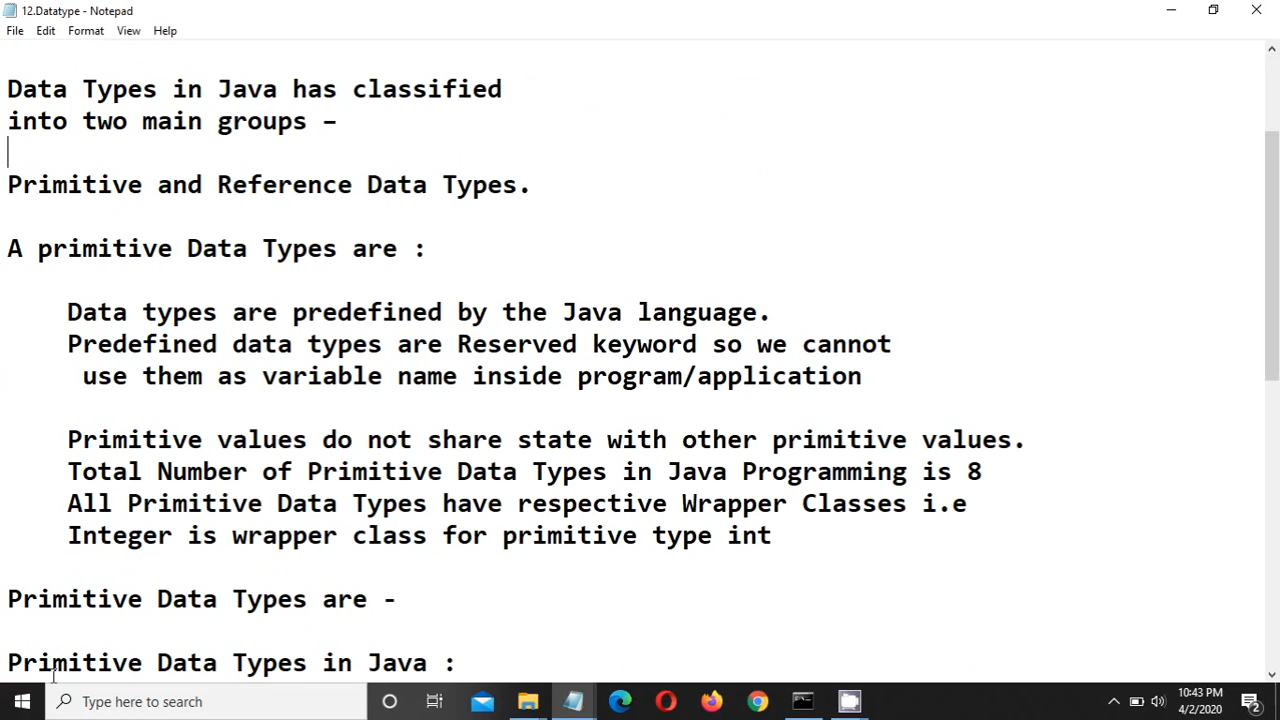 12.Datatype - Notepad
File Edit Format View Help
Data Types in Java has classified
into two main groups –
Primitive and Reference Data Types.
A primitive Data Types are :
Data types are predefined by the Java language.
Predefined data types are Reserved keyword so we cannot
use them as variable name inside program/application
Primitive values do not share state with other primitive values.
Total Number of Primitive Data Types in Java Programming is 8
All Primitive Data Types have respective Wrapper Classes i.e
Integer is wrapper class for primitive type int
Primitive Data Types are -
Primitive Data Types in Java :
Type here to search
10:43 PM
4/2/2020
2